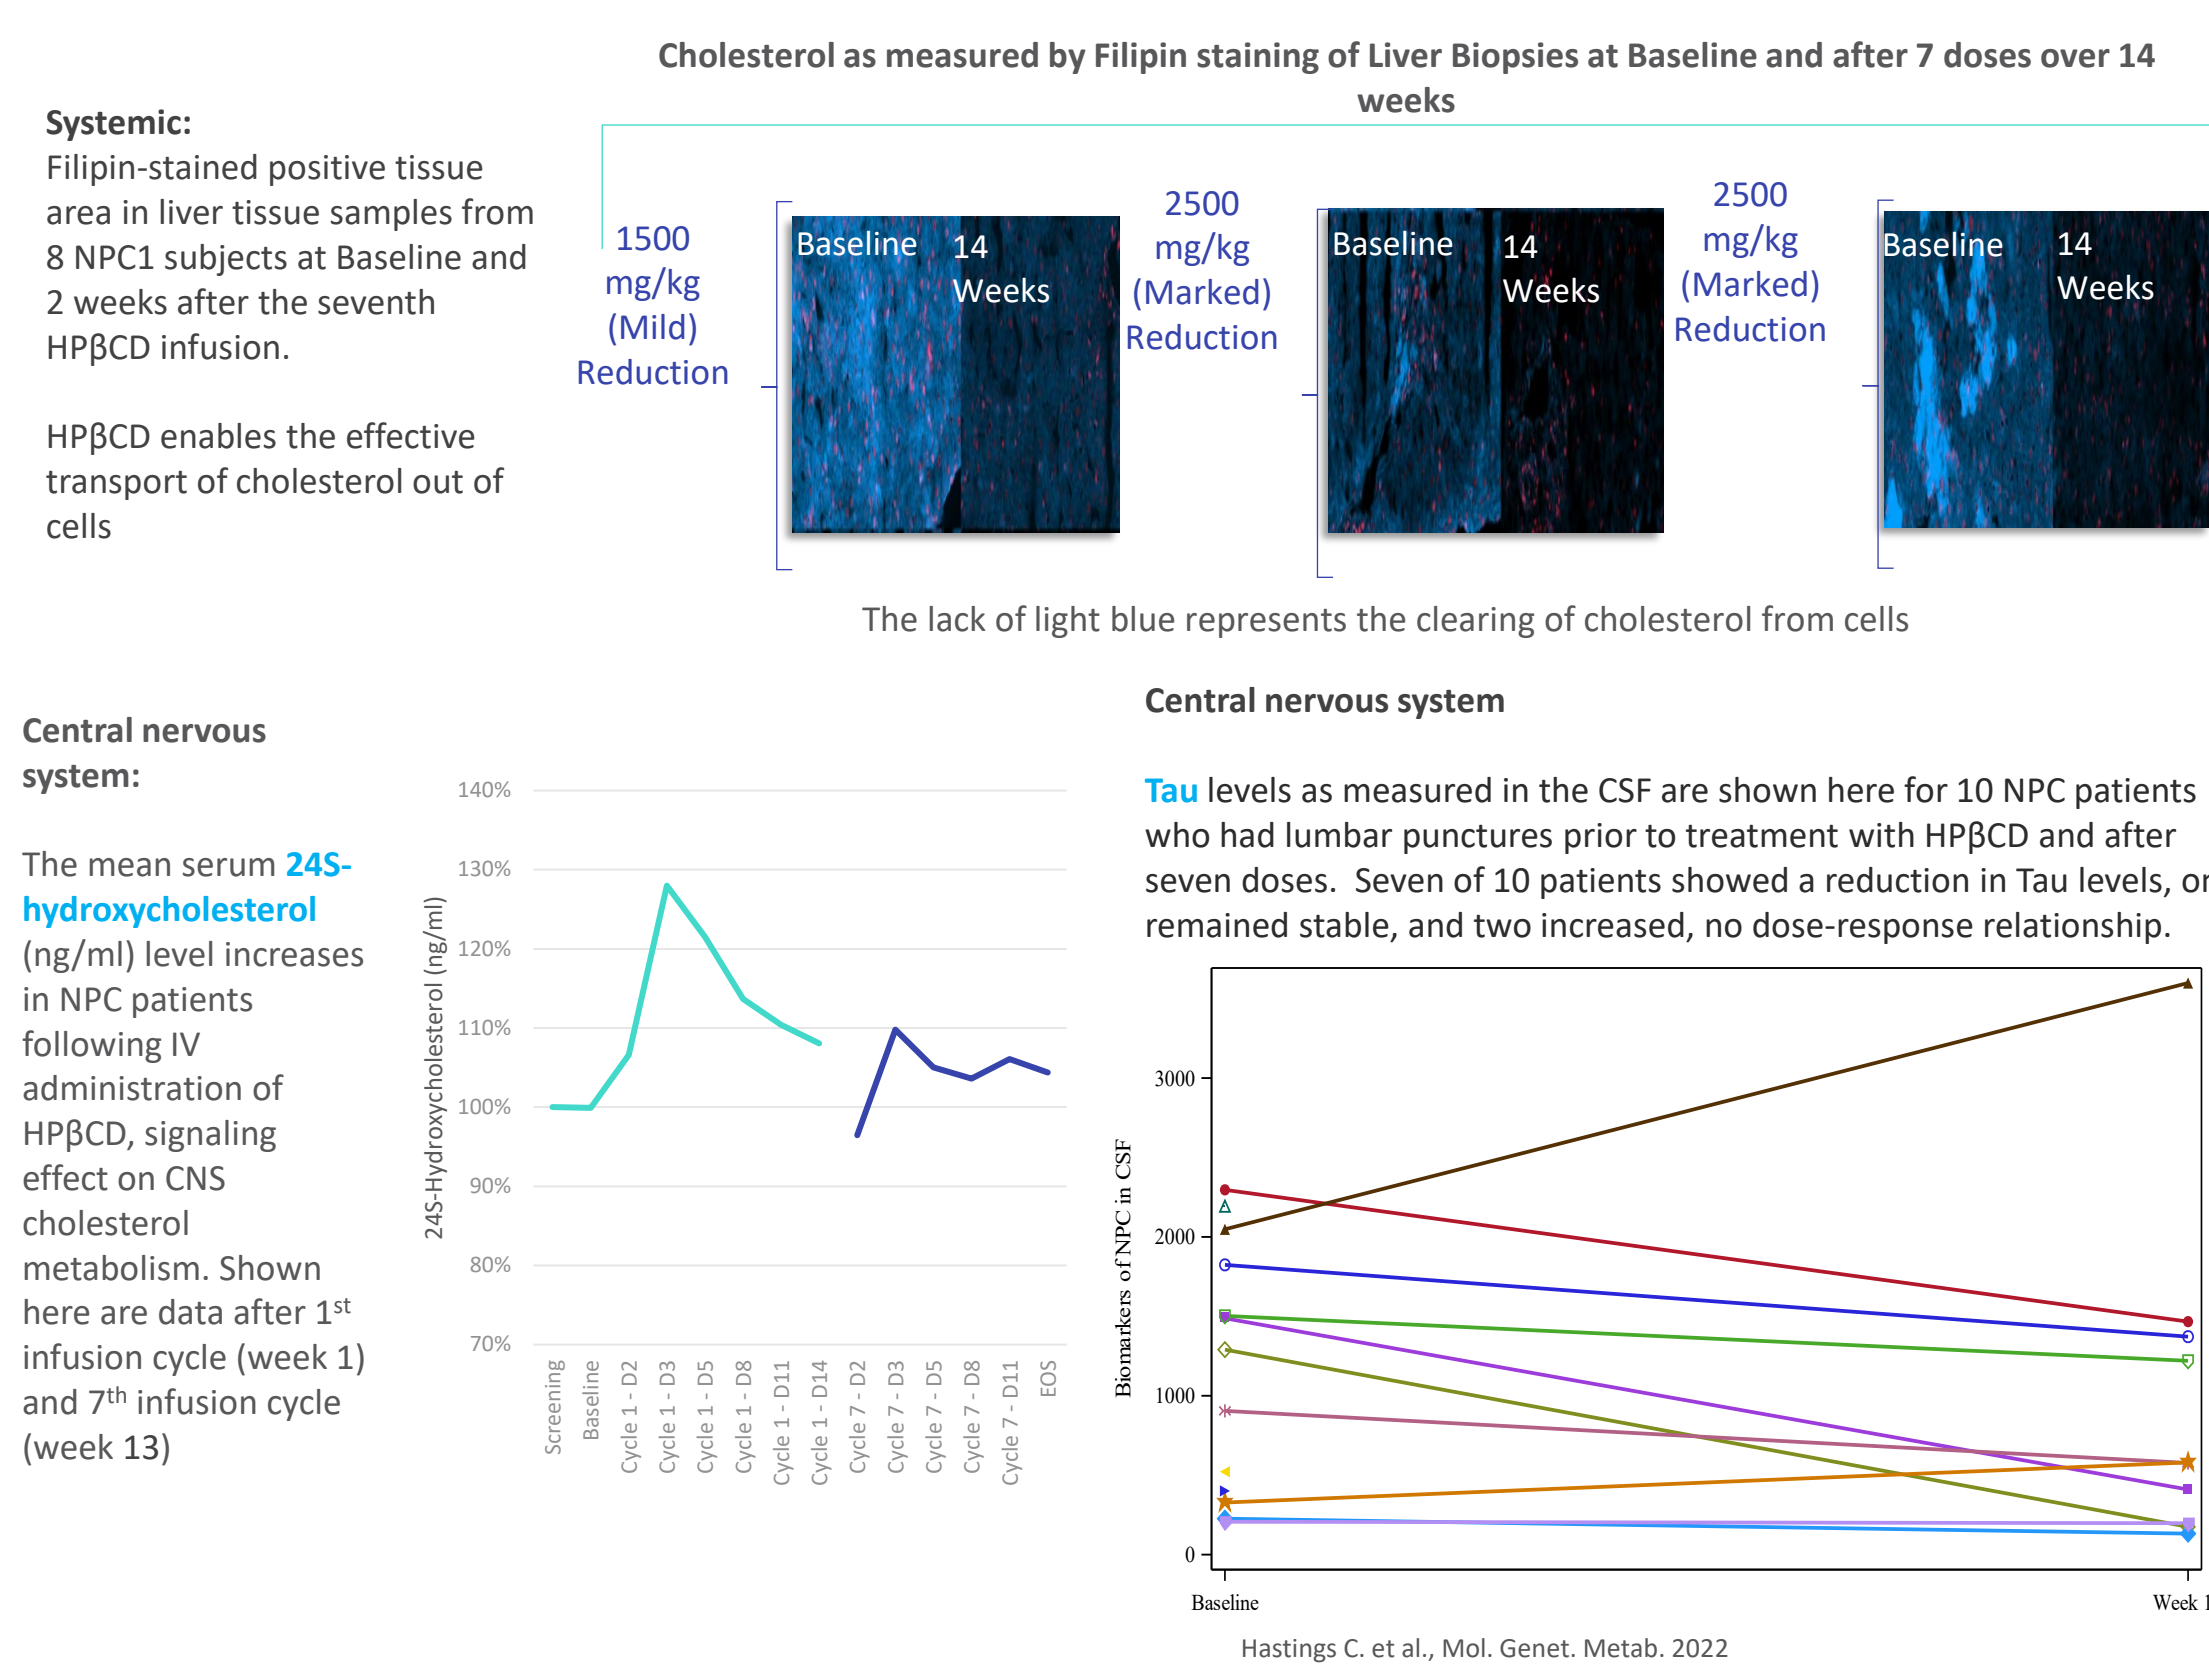 Cholesterol as measured by Filipin staining of Liver Biopsies at Baseline and after 7 doses over 14
weeks
Systemic:
Filipin-stained positive tissue
area in liver tissue samples from
8 NPC1 subjects at Baseline and
2 weeks after the seventh
HPβCD infusion.
HPβCD enables the effective
transport of cholesterol out of
cells
1500
mg/kg
(Mild)
Reduction
Baseline
14
Weeks
2500
mg/kg
(Marked)
Reduction
Baseline
14
Weeks
2500
mg/kg
(Marked)
Reduction
Baseline
14
Weeks
The lack of light blue represents the clearing of cholesterol from cells
Central nervous
system:
The mean serum 24S-
hydroxycholesterol
(ng/ml) level increases
in NPC patients
following IV
administration of
HPβCD, signaling
effect on CNS
cholesterol
metabolism. Shown
here are data after 1st
infusion cycle (week 1)
and 7th infusion cycle
(week 13)
24S-Hydroxycholesterol (ng/ml)
140%
130%
120%
110%
100%
90%
80%
70%
Screening
Baseline
Cycle 1 - D2
Cycle 1 - D3
Cycle 1 - D5
Cycle 1 - D8
Cycle 1 - D11
Cycle 1 - D14
Cycle 7 - D2
Cycle 7 - D3
Cycle 7 - D5
Cycle 7 - D8
Cycle 7 - D11
EOS
Central nervous system
Tau levels as measured in the CSF are shown here for 10 NPC patients
who had lumbar punctures prior to treatment with HPβCD and after
seven doses. Seven of 10 patients showed a reduction in Tau levels, or
remained stable, and two increased, no dose-response relationship.
Biomarkers of NPC in CSF
3000
2000
1000
0
Baseline
Week 1
Hastings C. et al., Mol. Genet. Metab. 2022